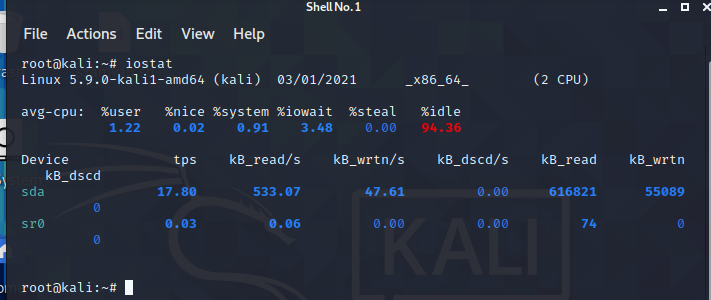 Shell No.1
File Actions Edit View Help
root@kali:~# iostat
Linux 5.9.0-kali1-amd64 (kali) 03/01/2021 _x86_64_ (2 CPU)
avg-cpu: %user %nice %system %iowait %steal %idle
1.22 0.02 0.91 3.48 0.00 94.36
Device tps kB_read/s kB_wrtn/s kB_dscd/s kB_read kB_wrtn
kB_dscd
sda 17.80 533.07 47.61 0.00 616821 55089
0
sr0 0.03 0.06 0.00 0.00 74 0
0
KALI
root@kali:~#